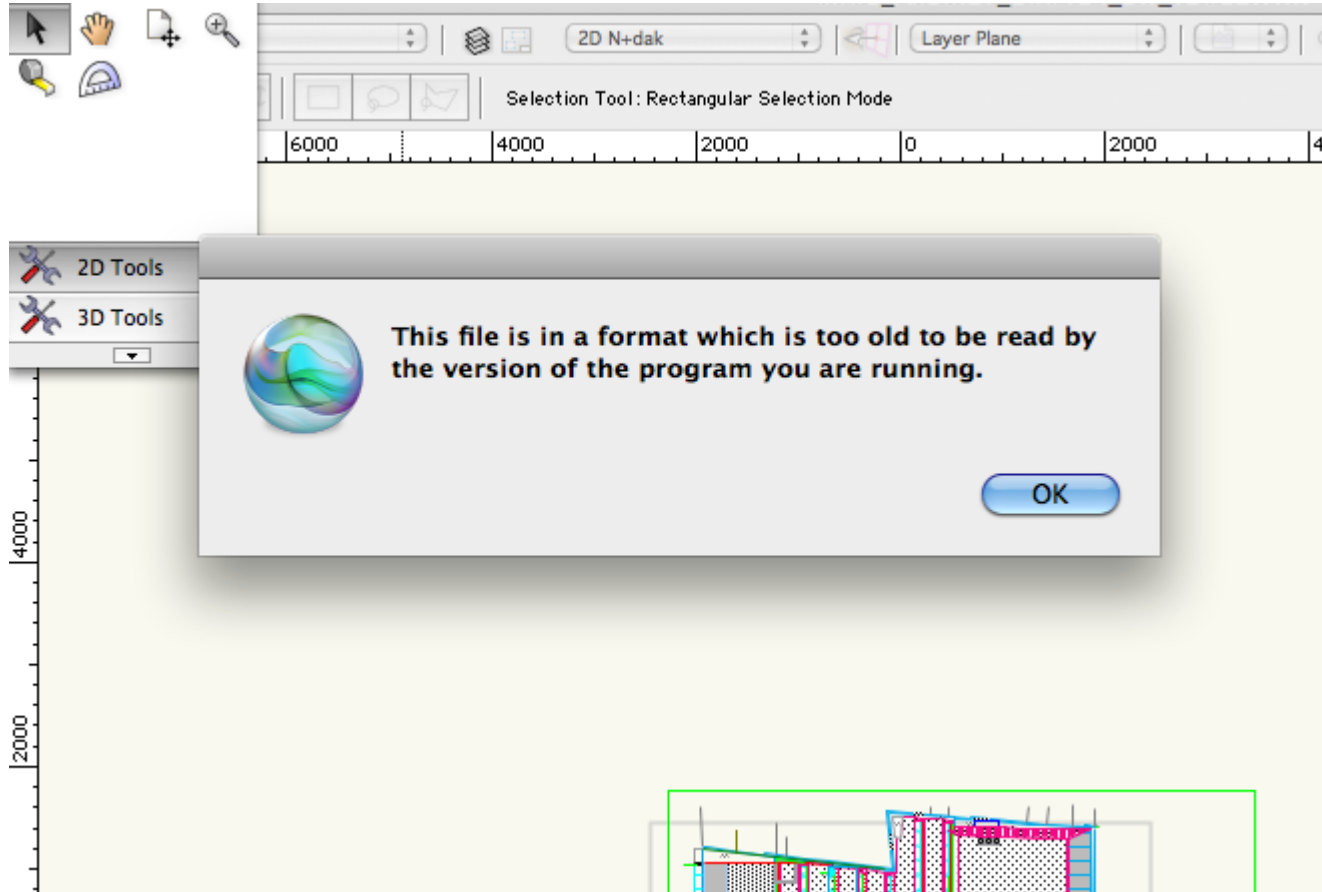 2D N+dak
Layer Plane
Selection Tool: Rectangular Selection Mode
6000
4000
2000
0
2000
4
2D Tools
3D Tools
This file is in a format which is too old to be read by
the version of the program you are running.
OK
4000
2000